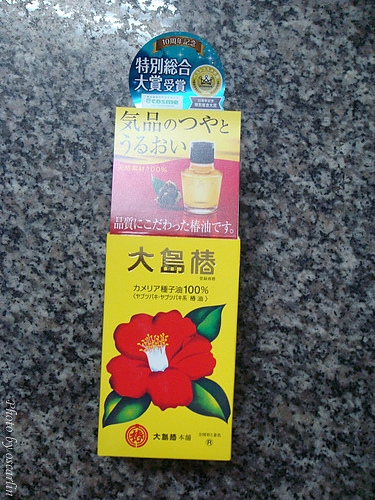 10周年記念
特別総合
大賞受賞
@cosme
気品のつやと
うるおい
品質にこだわった椿油です。
大島椿
カメリア種子油100%
(ヤブツバキ・ヤブツバキ系 椿油)
大島椿本舗
Photo by oscarlin